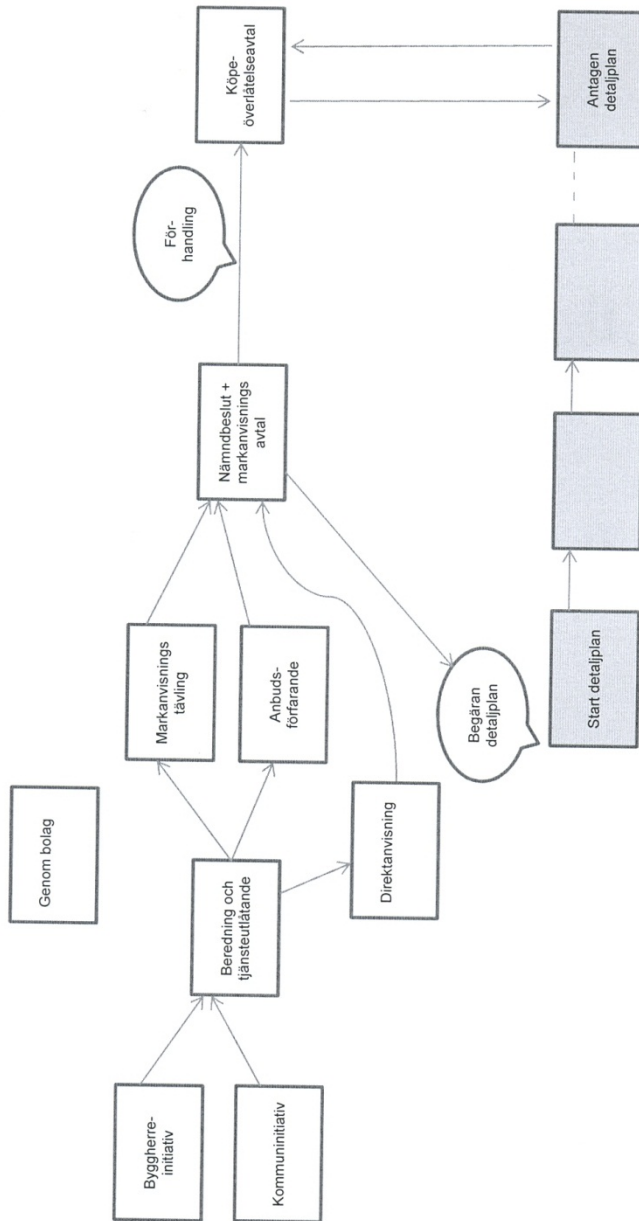 Genom bolag
Byggherre-
initiativ
Kommuninitiativ
Beredning och
tjänsteutlåtande
Markanvisnings
tävling
Anbuds-
förfarande
Direktanvisning
Nämndbeslut +
markanvisnings
avtal
För-
handling
Köpe-
överlåtelseavtal
Begäran
detaljplan
Start detaljplan
Antagen
detaljplan